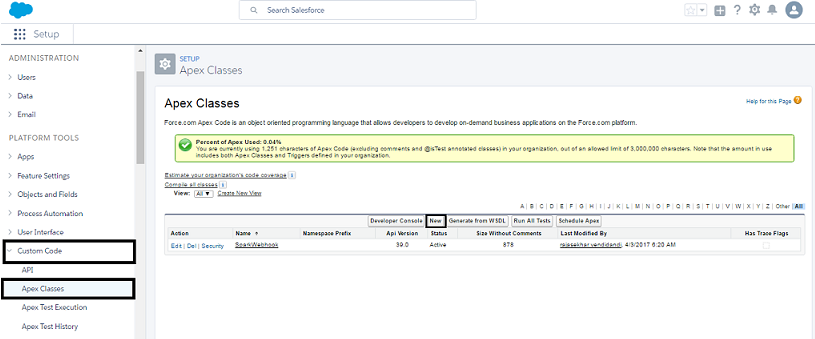 Search Salesforce
Setup
ADMINISTRATION
Users
Data
Email
PLATFORM TOOLS
Apps
Feature Settings
Objects and Fields
Process Automation
User Interface
Custom Code
API
Apex Classes
Apex Test Execution
Apex Test History
SETUP
Apex Classes
Apex Classes
Help for this Page
Force.com Apex Code is an object oriented programming language that allows developers to develop on-demand business applications on the Force.com platform.
Percent of Apex Used: 0.04%
You are currently using 1,251 characters of Apex Code (excluding comments and @isTest annotated classes) in your organization, out of an allowed limit of 3,000,000 characters. Note that the amount in use
includes both Apex Classes and Triggers defined in your organization.
Estimate your organization's code coverage i
Compile all classes i
View: All Create New View
A | B | C | D | E | F | G | H | I | J | K | L | M | N | O | P | Q | R | S | T | U | V | W | X | Y | Z | Other | All
Developer Console New Generate from WSDL Run All Tests Schedule Apex
Action Name ↑ Namespace Prefix Api Version Status Size Without Comments Last Modified By Has Trace Flags
Edit | Del | Security SparkWebhook 39.0 Active 878 rajasekhar vendidandi, 4/3/2017 6:20 AM